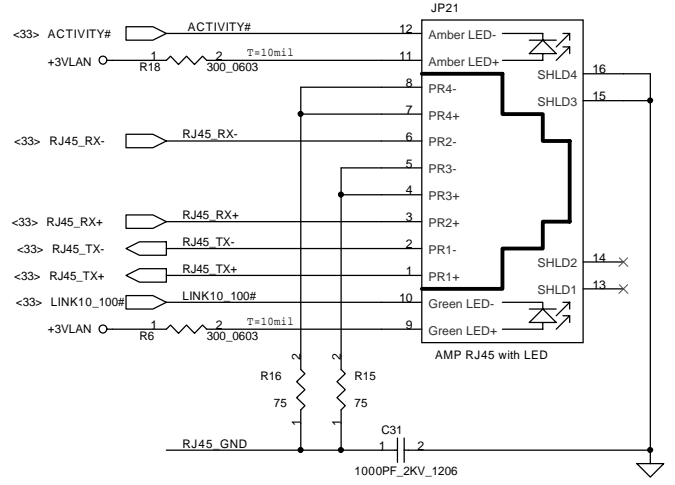 JP21
<33> ACTIVITY# ACTIVITY# 12 Amber LED-
+3VLAN 1 R18 2 300_0603 T=10mil 11 Amber LED+
SHLD4 16
8 PR4-
SHLD3 15
7 PR4+
<33> RJ45_RX- RJ45_RX- 6 PR2-
5 PR3-
4 PR3+
<33> RJ45_RX+ RJ45_RX+ 3 PR2+
<33> RJ45_TX- RJ45_TX- 2 PR1-
SHLD2 14
<33> RJ45_TX+ RJ45_TX+ 1 PR1+
SHLD1 13
<33> LINK10_100# LINK10_100# 10 Green LED-
+3VLAN 1 R6 2 300_0603 T=10mil 9 Green LED+
AMP RJ45 with LED
2 R16 75 1
2 R15 75 1
RJ45_GND
C31
1 2
1000PF_2KV_1206